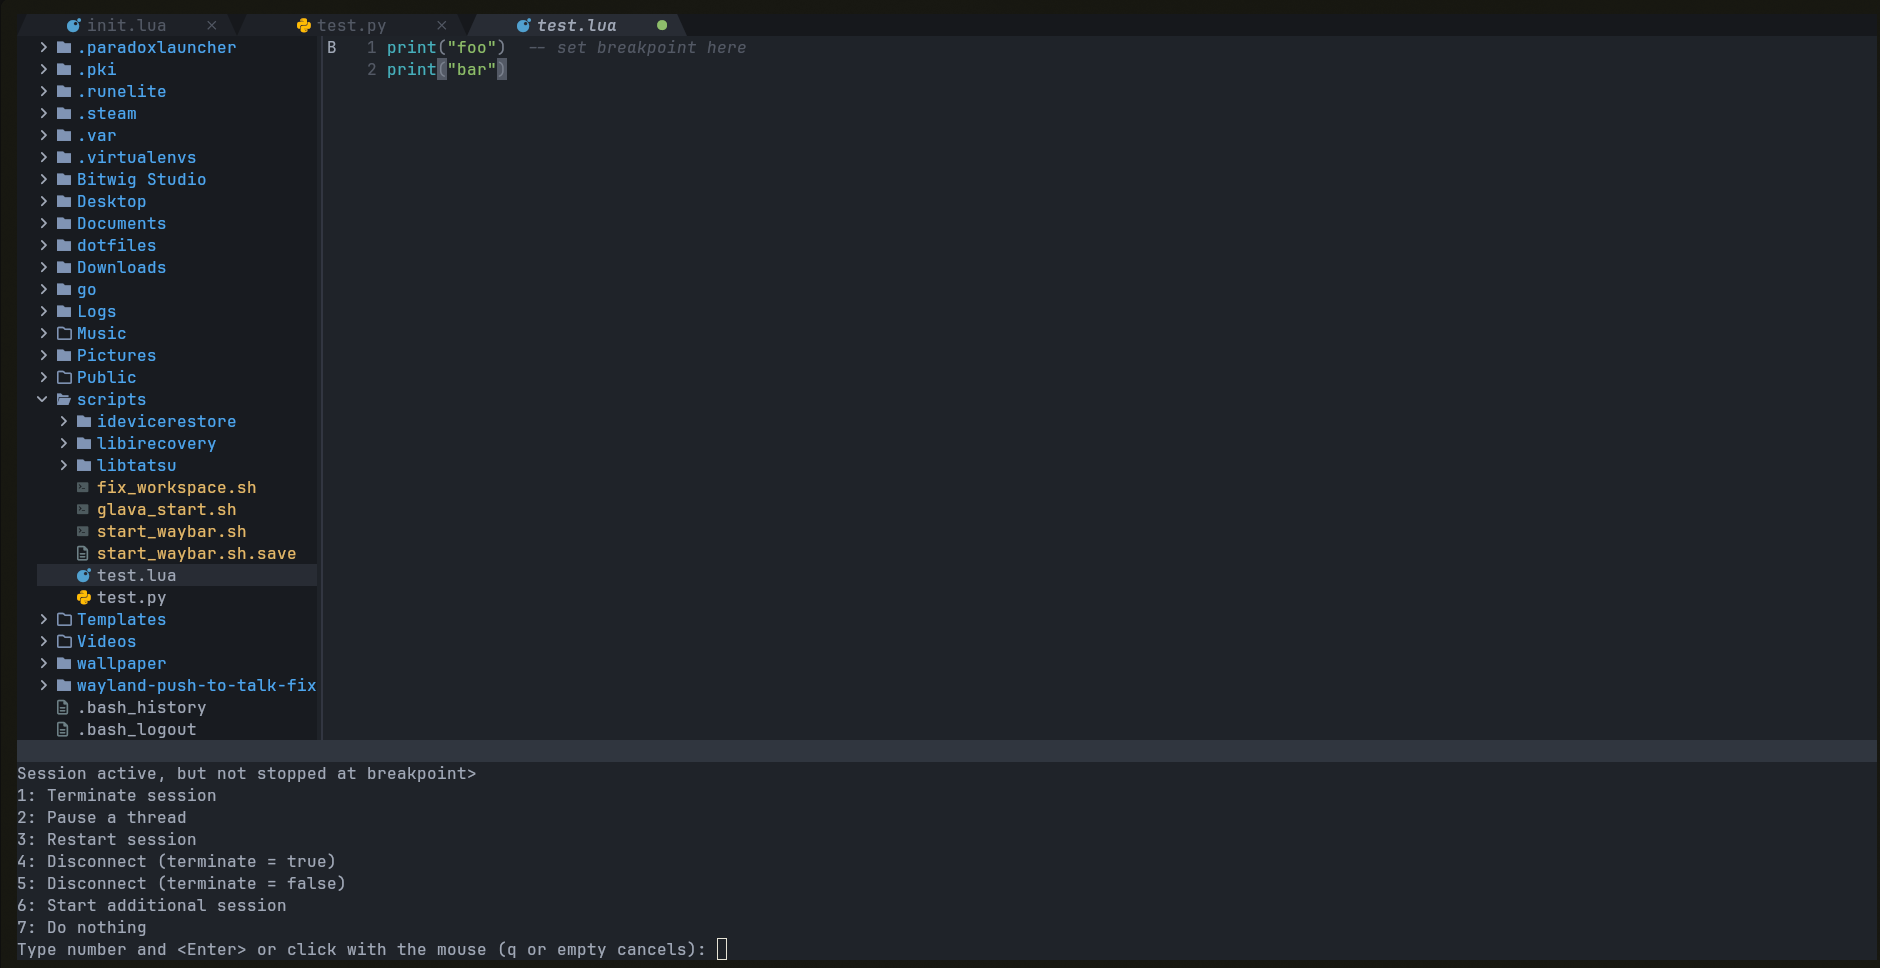 init.lua
test.py
test.lua
.paradoxlauncher
.pki
.runelite
.steam
.var
.virtualenvs
Bitwig Studio
Desktop
Documents
dotfiles
Downloads
go
Logs
Music
Pictures
Public
scripts
idevicerestore
libirecovery
libtatsu
fix_workspace.sh
glava_start.sh
start_waybar.sh
start_waybar.sh.save
test.lua
test.py
Templates
Videos
wallpaper
wayland-push-to-talk-fix
.bash_history
.bash_logout
B 1 print("foo") -- set breakpoint here
2 print("bar")
Session active, but not stopped at breakpoint>
1: Terminate session
2: Pause a thread
3: Restart session
4: Disconnect (terminate = true)
5: Disconnect (terminate = false)
6: Start additional session
7: Do nothing
Type number and <Enter> or click with the mouse (q or empty cancels):